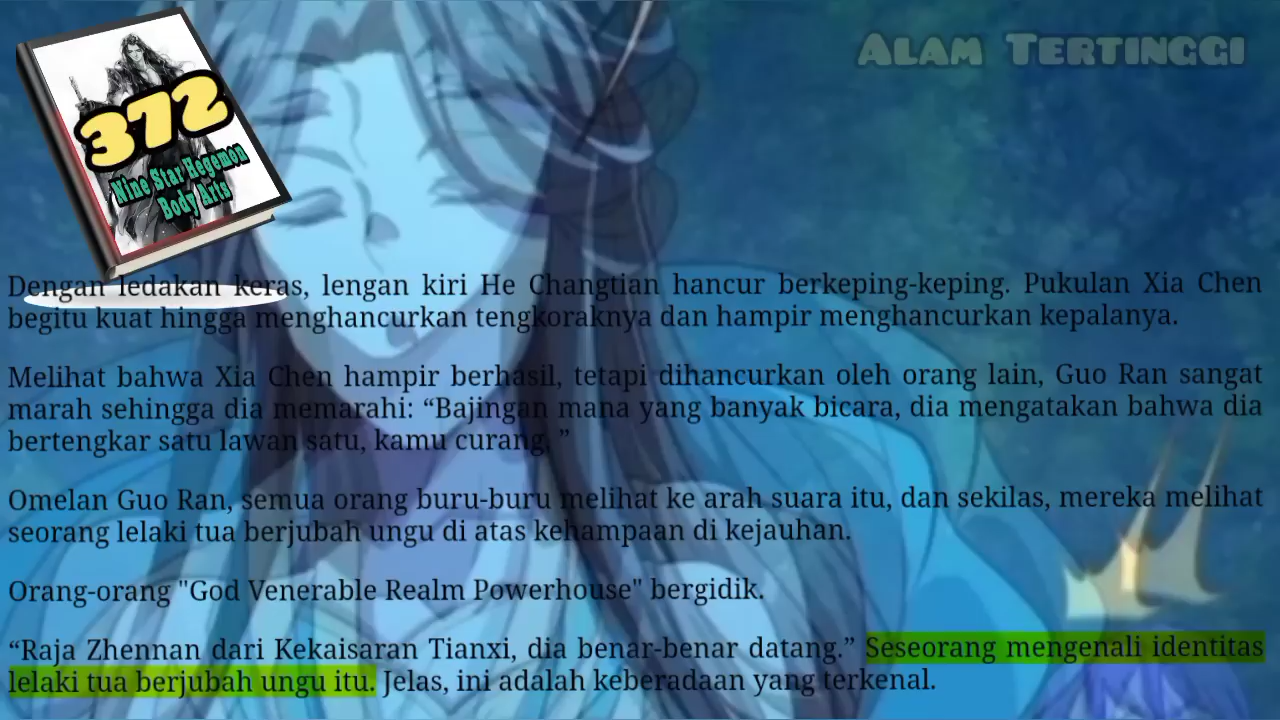 Alam Tertinggi
372
Nine Star Hegemon
Body Arts
Dengan ledakan keras, lengan kiri He Changtian hancur berkeping-keping. Pukulan Xia Chen
begitu kuat hingga menghancurkan tengkoraknya dan hampir menghancurkan kepalanya.
Melihat bahwa Xia Chen hampir berhasil, tetapi dihancurkan oleh orang lain, Guo Ran sangat
marah sehingga dia memarahi: “Bajingan mana yang banyak bicara, dia mengatakan bahwa dia
bertengkar satu lawan satu, kamu curang, ”
Omelan Guo Ran, semua orang buru-buru melihat ke arah suara itu, dan sekilas, mereka melihat
seorang lelaki tua berjubah ungu di atas kehampaan di kejauhan.
Orang-orang "God Venerable Realm Powerhouse" bergidik.
“Raja Zhennan dari Kekaisaran Tianxi, dia benar-benar datang.” Seseorang mengenali identitas
lelaki tua berjubah ungu itu. Jelas, ini adalah keberadaan yang terkenal.